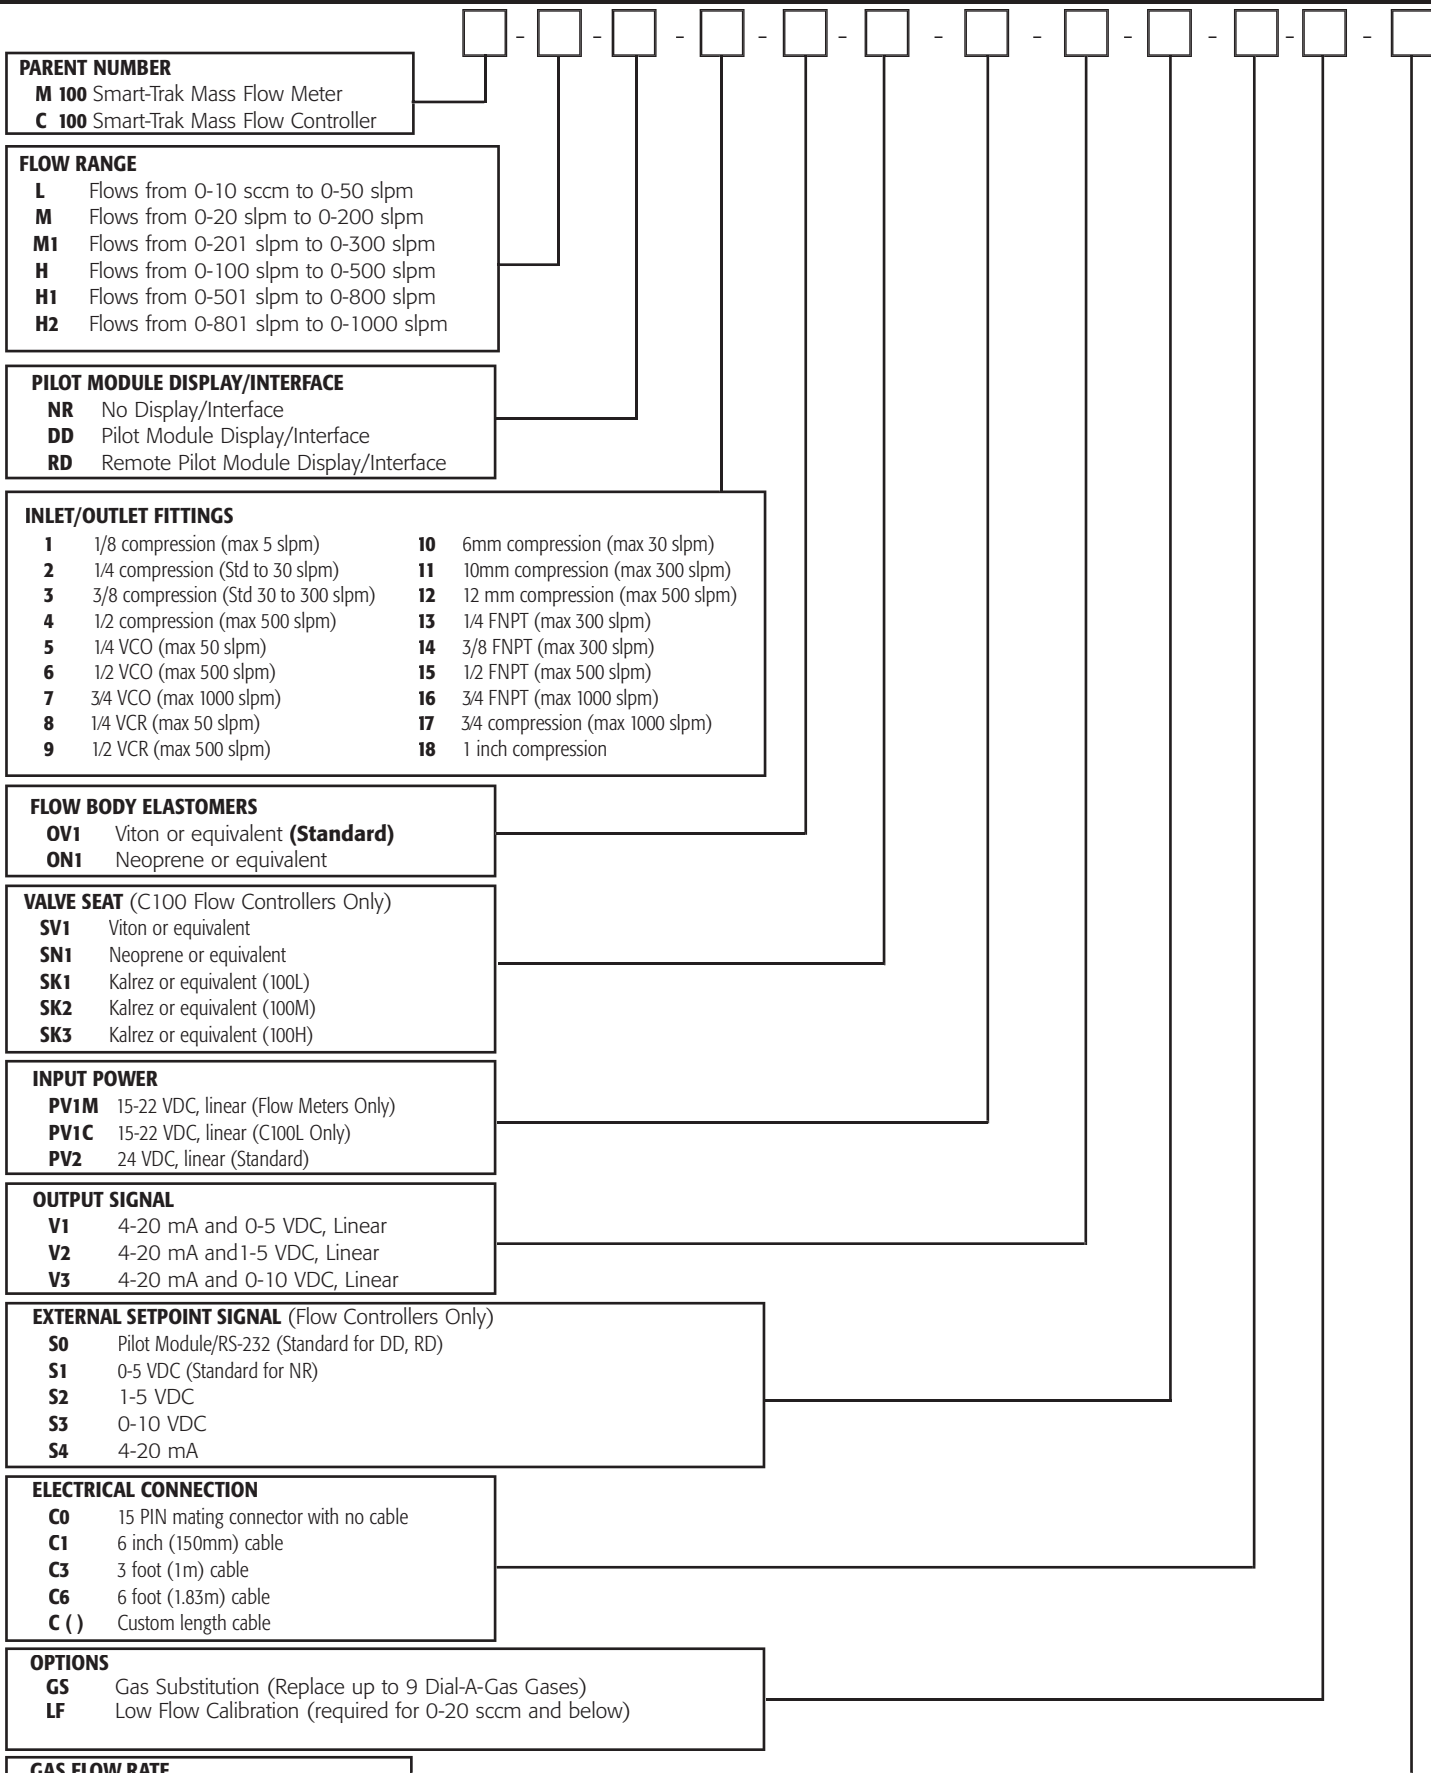 - - - - - - - - - - -
PARENT NUMBER
M 100 Smart-Trak Mass Flow Meter
C 100 Smart-Trak Mass Flow Controller
FLOW RANGE
L Flows from 0-10 sccm to 0-50 slpm
M Flows from 0-20 slpm to 0-200 slpm
M1 Flows from 0-201 slpm to 0-300 slpm
H Flows from 0-100 slpm to 0-500 slpm
H1 Flows from 0-501 slpm to 0-800 slpm
H2 Flows from 0-801 slpm to 0-1000 slpm
PILOT MODULE DISPLAY/INTERFACE
NR No Display/Interface
DD Pilot Module Display/Interface
RD Remote Pilot Module Display/Interface
INLET/OUTLET FITTINGS
1 1/8 compression (max 5 slpm)
2 1/4 compression (Std to 30 slpm)
3 3/8 compression (Std 30 to 300 slpm)
4 1/2 compression (max 500 slpm)
5 1/4 VCO (max 50 slpm)
6 1/2 VCO (max 500 slpm)
7 3/4 VCO (max 1000 slpm)
8 1/4 VCR (max 50 slpm)
9 1/2 VCR (max 500 slpm)
10 6mm compression (max 30 slpm)
11 10mm compression (max 300 slpm)
12 12 mm compression (max 500 slpm)
13 1/4 FNPT (max 300 slpm)
14 3/8 FNPT (max 300 slpm)
15 1/2 FNPT (max 500 slpm)
16 3/4 FNPT (max 1000 slpm)
17 3/4 compression (max 1000 slpm)
18 1 inch compression
FLOW BODY ELASTOMERS
OV1 Viton or equivalent (Standard)
ON1 Neoprene or equivalent
VALVE SEAT (C100 Flow Controllers Only)
SV1 Viton or equivalent
SN1 Neoprene or equivalent
SK1 Kalrez or equivalent (100L)
SK2 Kalrez or equivalent (100M)
SK3 Kalrez or equivalent (100H)
INPUT POWER
PV1M 15-22 VDC, linear (Flow Meters Only)
PV1C 15-22 VDC, linear (C100L Only)
PV2 24 VDC, linear (Standard)
OUTPUT SIGNAL
V1 4-20 mA and 0-5 VDC, Linear
V2 4-20 mA and1-5 VDC, Linear
V3 4-20 mA and 0-10 VDC, Linear
EXTERNAL SETPOINT SIGNAL (Flow Controllers Only)
S0 Pilot Module/RS-232 (Standard for DD, RD)
S1 0-5 VDC (Standard for NR)
S2 1-5 VDC
S3 0-10 VDC
S4 4-20 mA
ELECTRICAL CONNECTION
C0 15 PIN mating connector with no cable
C1 6 inch (150mm) cable
C3 3 foot (1m) cable
C6 6 foot (1.83m) cable
C ( ) Custom length cable
OPTIONS
GS Gas Substitution (Replace up to 9 Dial-A-Gas Gases)
LF Low Flow Calibration (required for 0-20 sccm and below)
GAS FLOW RATE